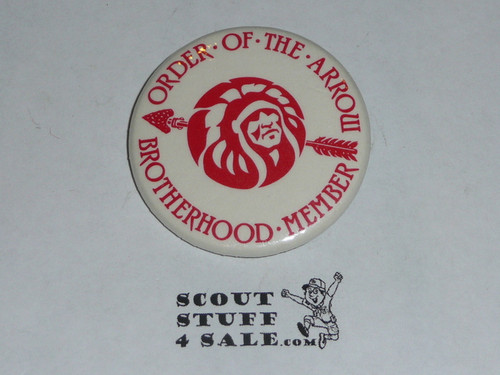 ORDER · OF · THE · ARROW
BROTHERHOOD · MEMBER
SCOUT
STUFF
4 SALE.COM